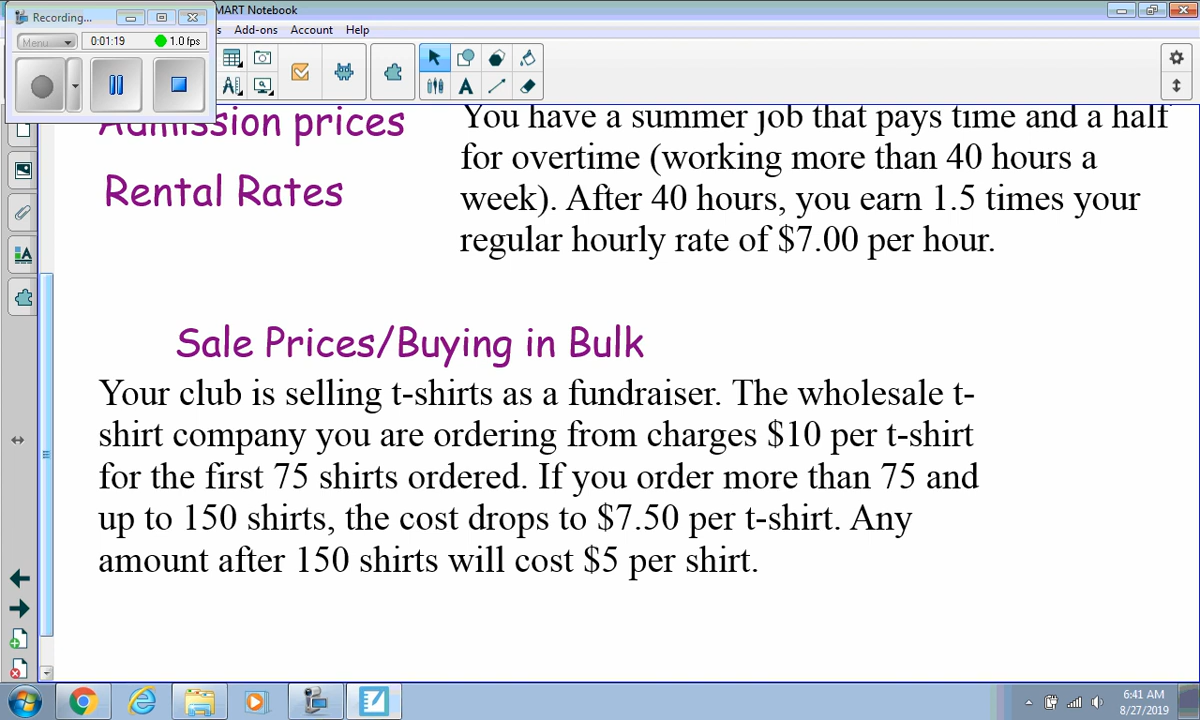 Recording...
MART Notebook
Menu
0:01:19
1.0 fps
s Add-ons Account Help
Admission prices
Rental Rates
You have a summer job that pays time and a half
for overtime (working more than 40 hours a
week). After 40 hours, you earn 1.5 times your
regular hourly rate of $7.00 per hour.
Sale Prices/Buying in Bulk
Your club is selling t-shirts as a fundraiser. The wholesale t-
shirt company you are ordering from charges $10 per t-shirt
for the first 75 shirts ordered. If you order more than 75 and
up to 150 shirts, the cost drops to $7.50 per t-shirt. Any
amount after 150 shirts will cost $5 per shirt.
6:41 AM
8/27/2019